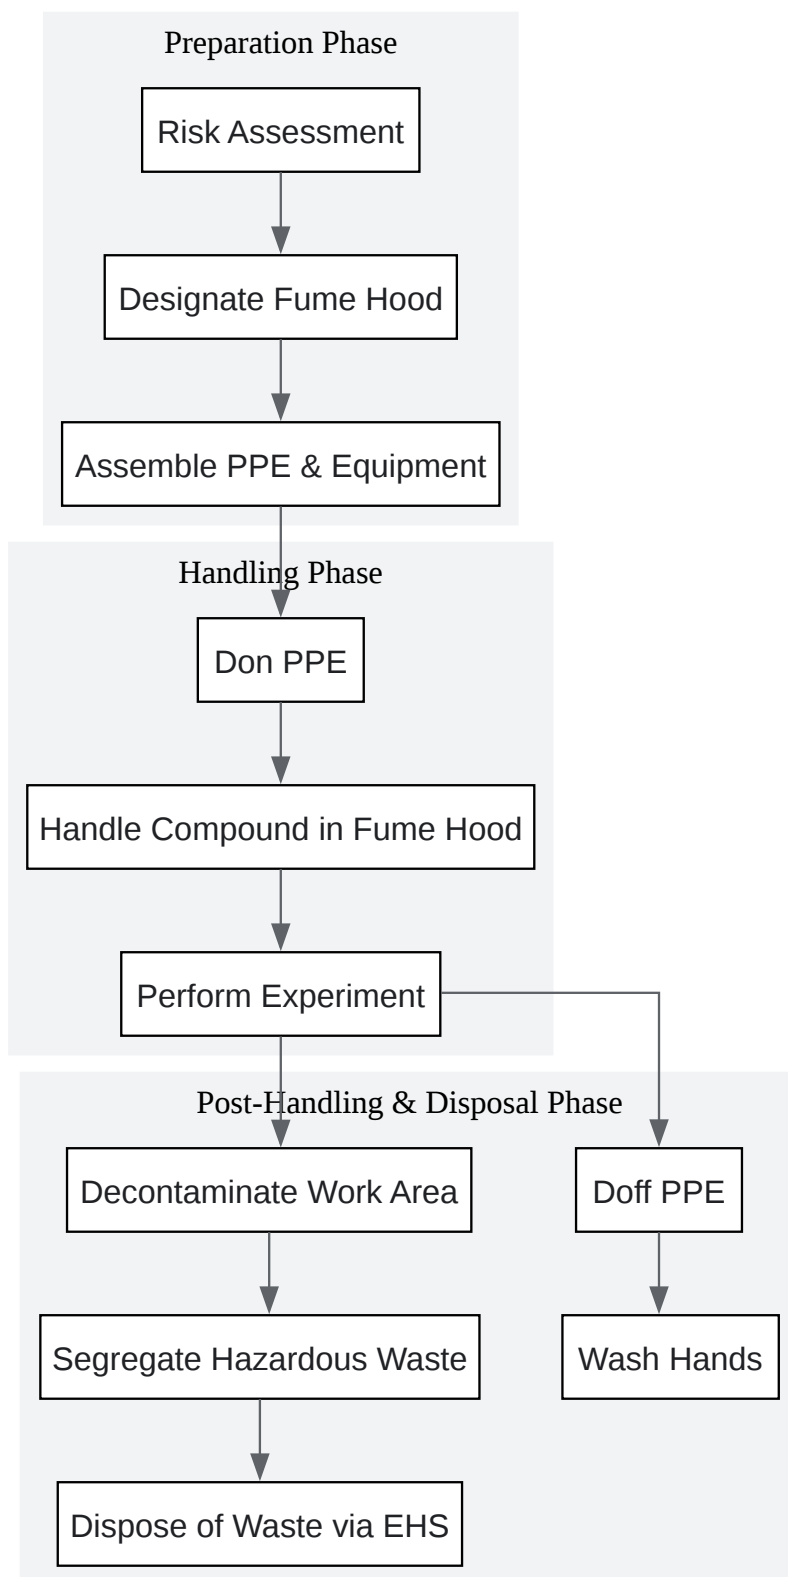 Preparation Phase
Risk Assessment
Designate Fume Hood
Assemble PPE & Equipment
Handling Phase
Don PPE
Handle Compound in Fume Hood
Perform Experiment
Post-Handling & Disposal Phase
Decontaminate Work Area
Doff PPE
Segregate Hazardous Waste
Wash Hands
Dispose of Waste via EHS